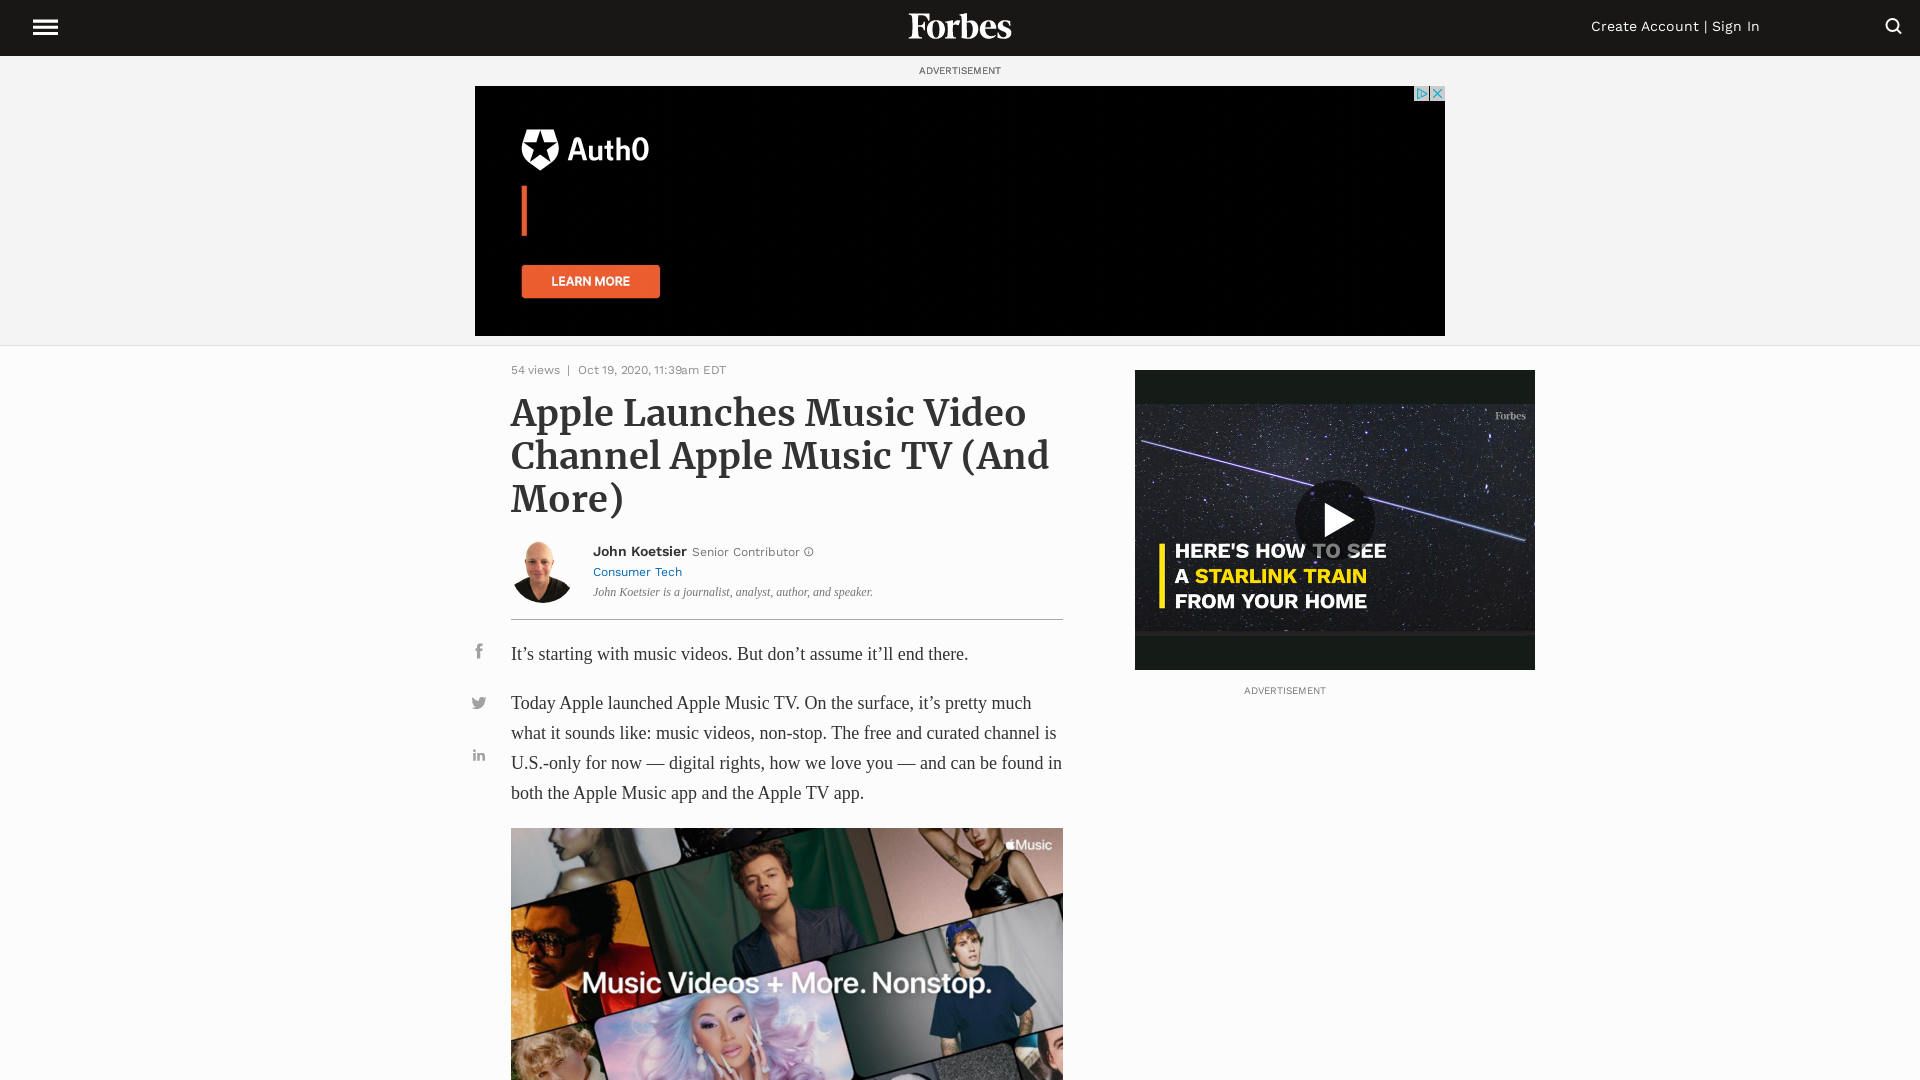 Forbes
Create Account | Sign In
ADVERTISEMENT
Auth0
LEARN MORE
54 views | Oct 19, 2020, 11:39am EDT
Apple Launches Music Video
Channel Apple Music TV (And
More)
John Koetsier Senior Contributor
Consumer Tech
John Koetsier is a journalist, analyst, author, and speaker.
It’s starting with music videos. But don’t assume it’ll end there.
Today Apple launched Apple Music TV. On the surface, it’s pretty much
what it sounds like: music videos, non-stop. The free and curated channel is
U.S.-only for now — digital rights, how we love you — and can be found in
both the Apple Music app and the Apple TV app.
Music
Music Videos + More. Nonstop.
Forbes
HERE'S HOW TO SEE
A STARLINK TRAIN
FROM YOUR HOME
ADVERTISEMENT